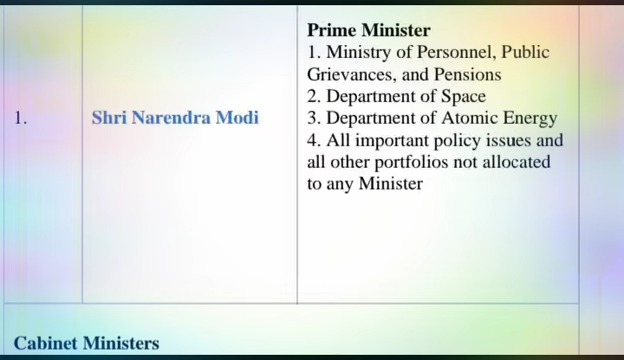 Prime Minister
1. Ministry of Personnel, Public
Grievances, and Pensions
2. Department of Space
1. Shri Narendra Modi 3. Department of Atomic Energy
4. All important policy issues and
all other portfolios not allocated
to any Minister
Cabinet Ministers